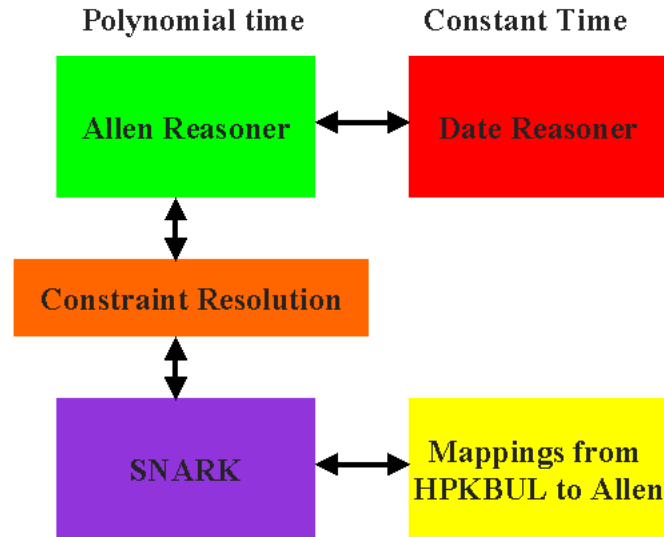 Polynomial time
Constant Time
Allen Reasoner
Date Reasoner
Constraint Resolution
SNARK
Mappings from
HPKBUL to Allen